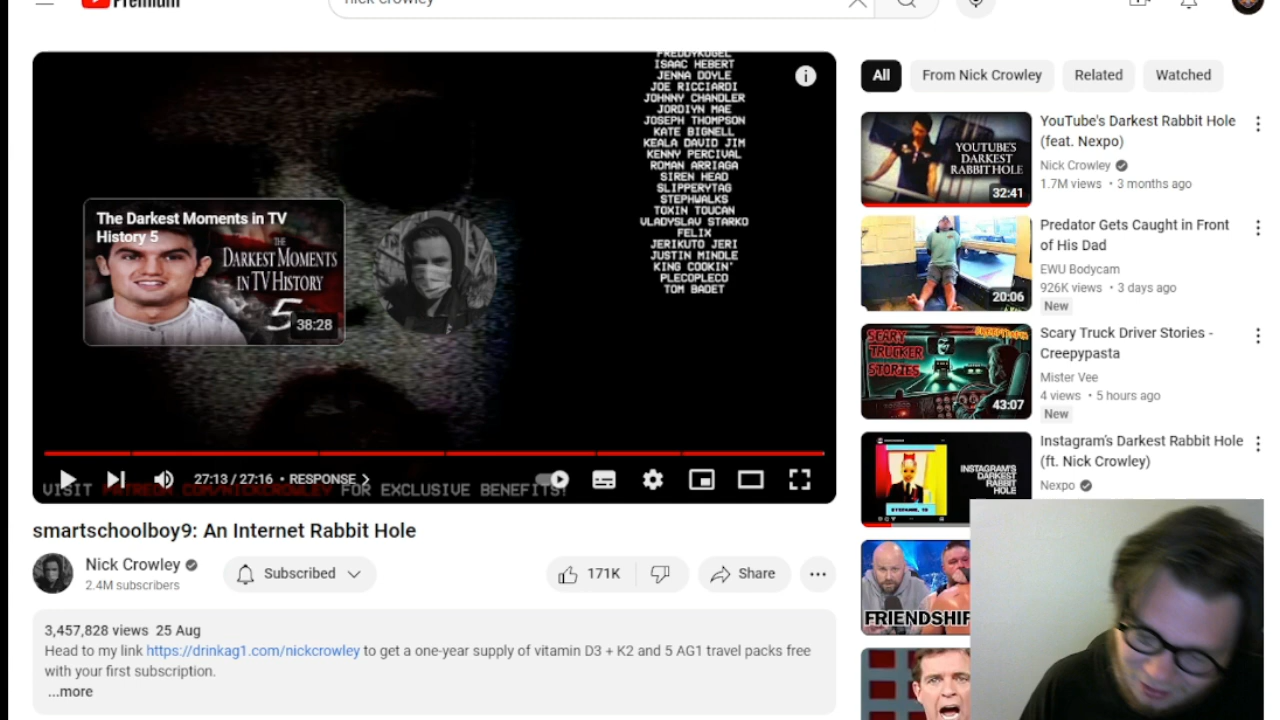 Premium
nick crowley
FREDDYKUGEL
ISAAC HEBERT
JENNA DOYLE
JOE RICCIARDI
JOHNNY CHANDLER
JORDIYN MAE
JOSEPH THOMPSON
KATE BIGNELL
KEALA DAVID JIM
KENNY PERCIVAL
ROMAN ARRIAGA
SIREN HEAD
SLIPPERYTAG
STEPHWALKS
TOXIN TOUCAN
VLADYSLAV STARKO
FELIX
JERIKUTO JERI
JUSTIN MINDLE
KING COOKIN'
PLECOPLECO
TOM BADET
The Darkest Moments in TV
History 5
THE
DARKEST MOMENTS
IN TV HISTORY
5
38:28
27:13 / 27:16 • RESPONSE
VISIT PATREON.COM/NICKCROWLEY FOR EXCLUSIVE BENEFITS!
smartschoolboy9: An Internet Rabbit Hole
Nick Crowley
2.4M subscribers
Subscribed
171K
Share
3,457,828 views 25 Aug
Head to my link https://drinkag1.com/nickcrowley to get a one-year supply of vitamin D3 + K2 and 5 AG1 travel packs free
with your first subscription.
...more
All
From Nick Crowley
Related
Watched
YOUTUBE'S
DARKEST
RABBIT HOLE
32:41
YouTube's Darkest Rabbit Hole
(feat. Nexpo)
Nick Crowley
1.7M views • 3 months ago
20:06
Predator Gets Caught in Front
of His Dad
EWU Bodycam
926K views • 3 days ago
New
SCARY
TRUCKER
STORIES
43:07
Scary Truck Driver Stories -
Creepypasta
Mister Vee
4 views • 5 hours ago
New
INSTAGRAM'S
DARKEST
RABBIT
HOLE
Instagram's Darkest Rabbit Hole
(ft. Nick Crowley)
Nexpo
FRIENDSHIP